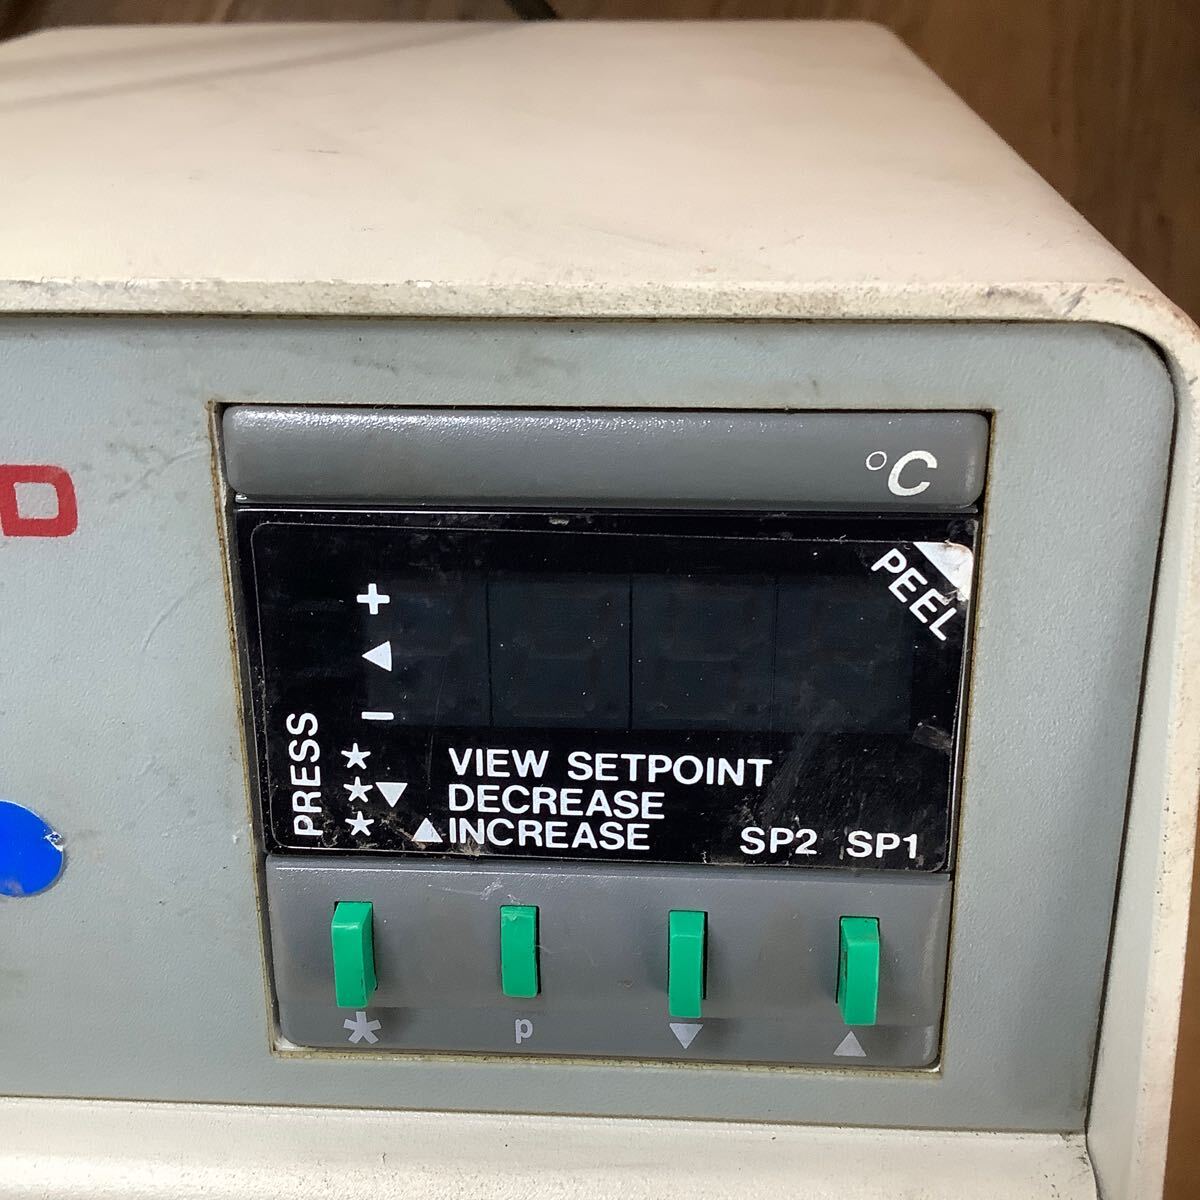 D
°C
PEEL
+
-
PRESS
* VIEW SETPOINT
*▼ DECREASE
* ▲INCREASE SP2 SP1
* p ▼ ▲